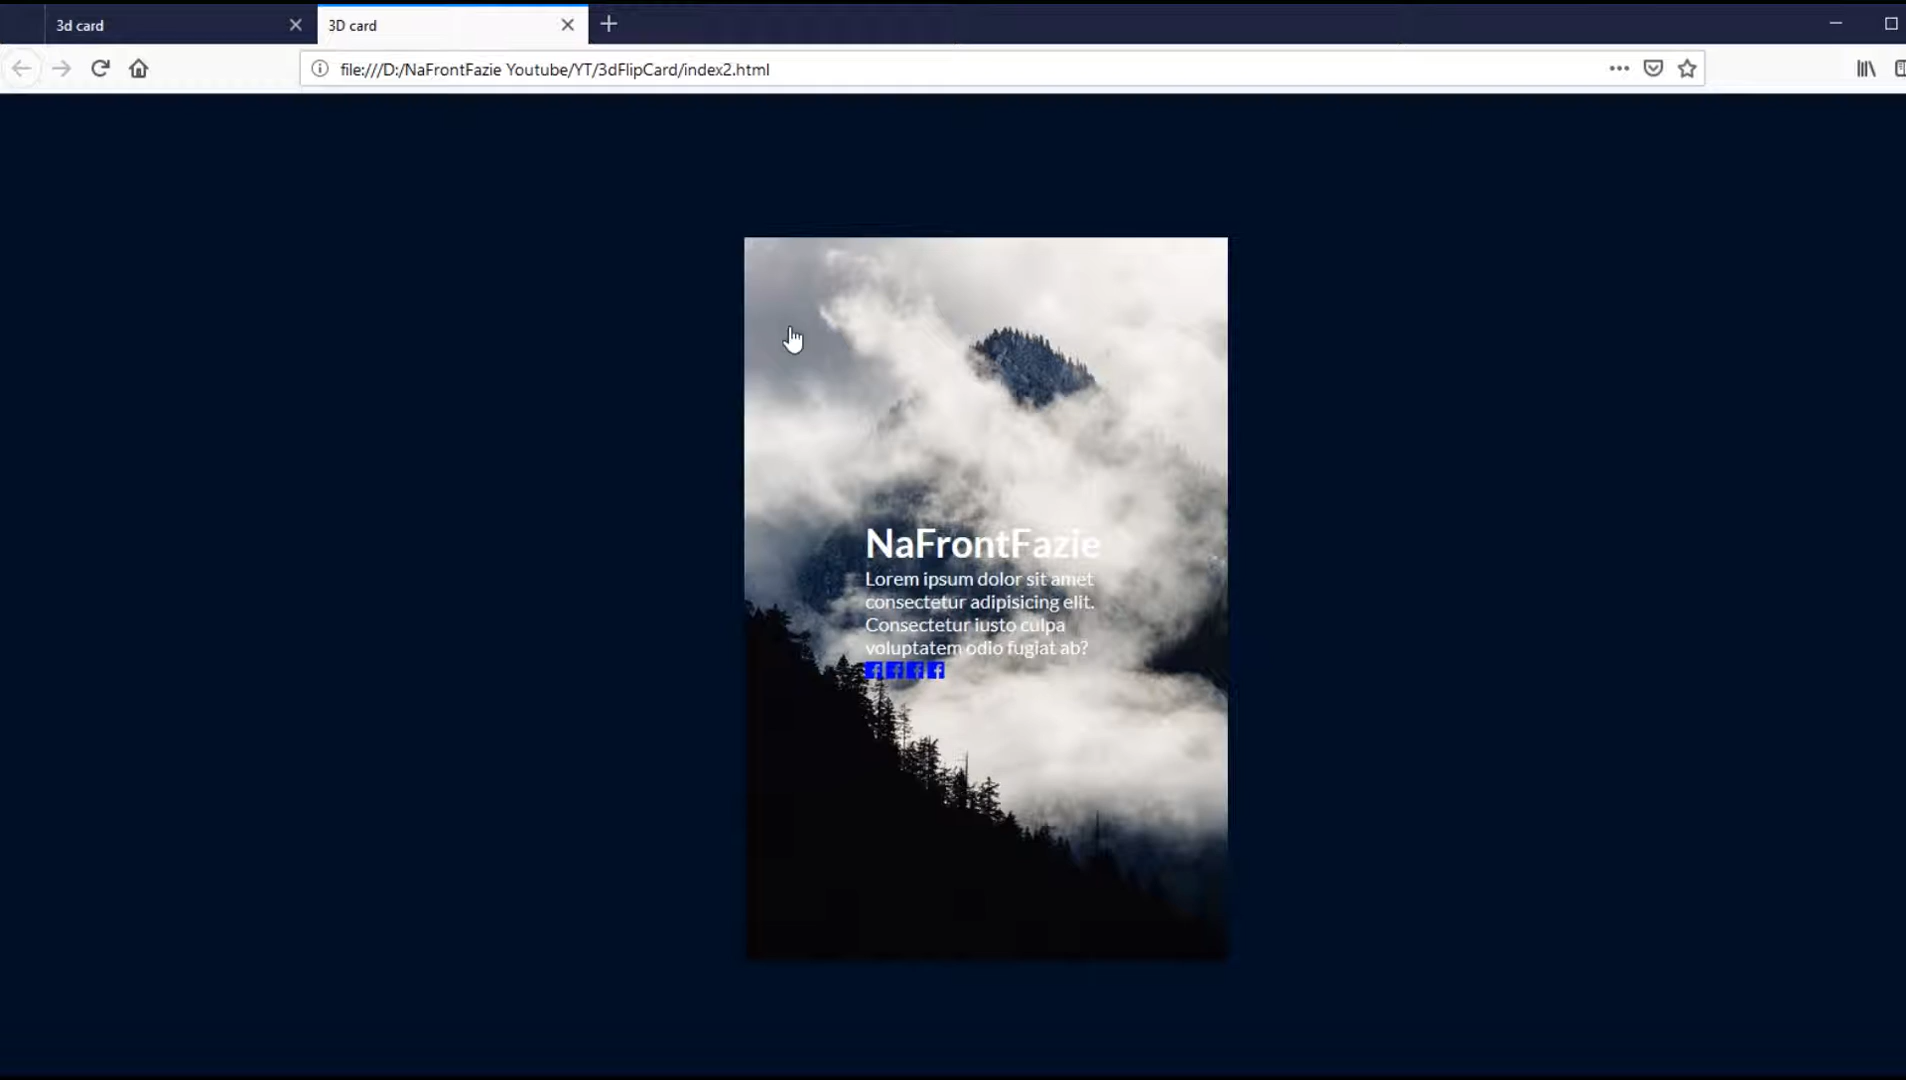 3d card
3D card
file:///D:/NaFrontFazie Youtube/YT/3dFlipCard/index2.html
NaFrontFazie
Lorem ipsum dolor sit amet
consectetur adipisicing elit.
Consectetur iusto culpa
voluptatem odio fugiat ab?